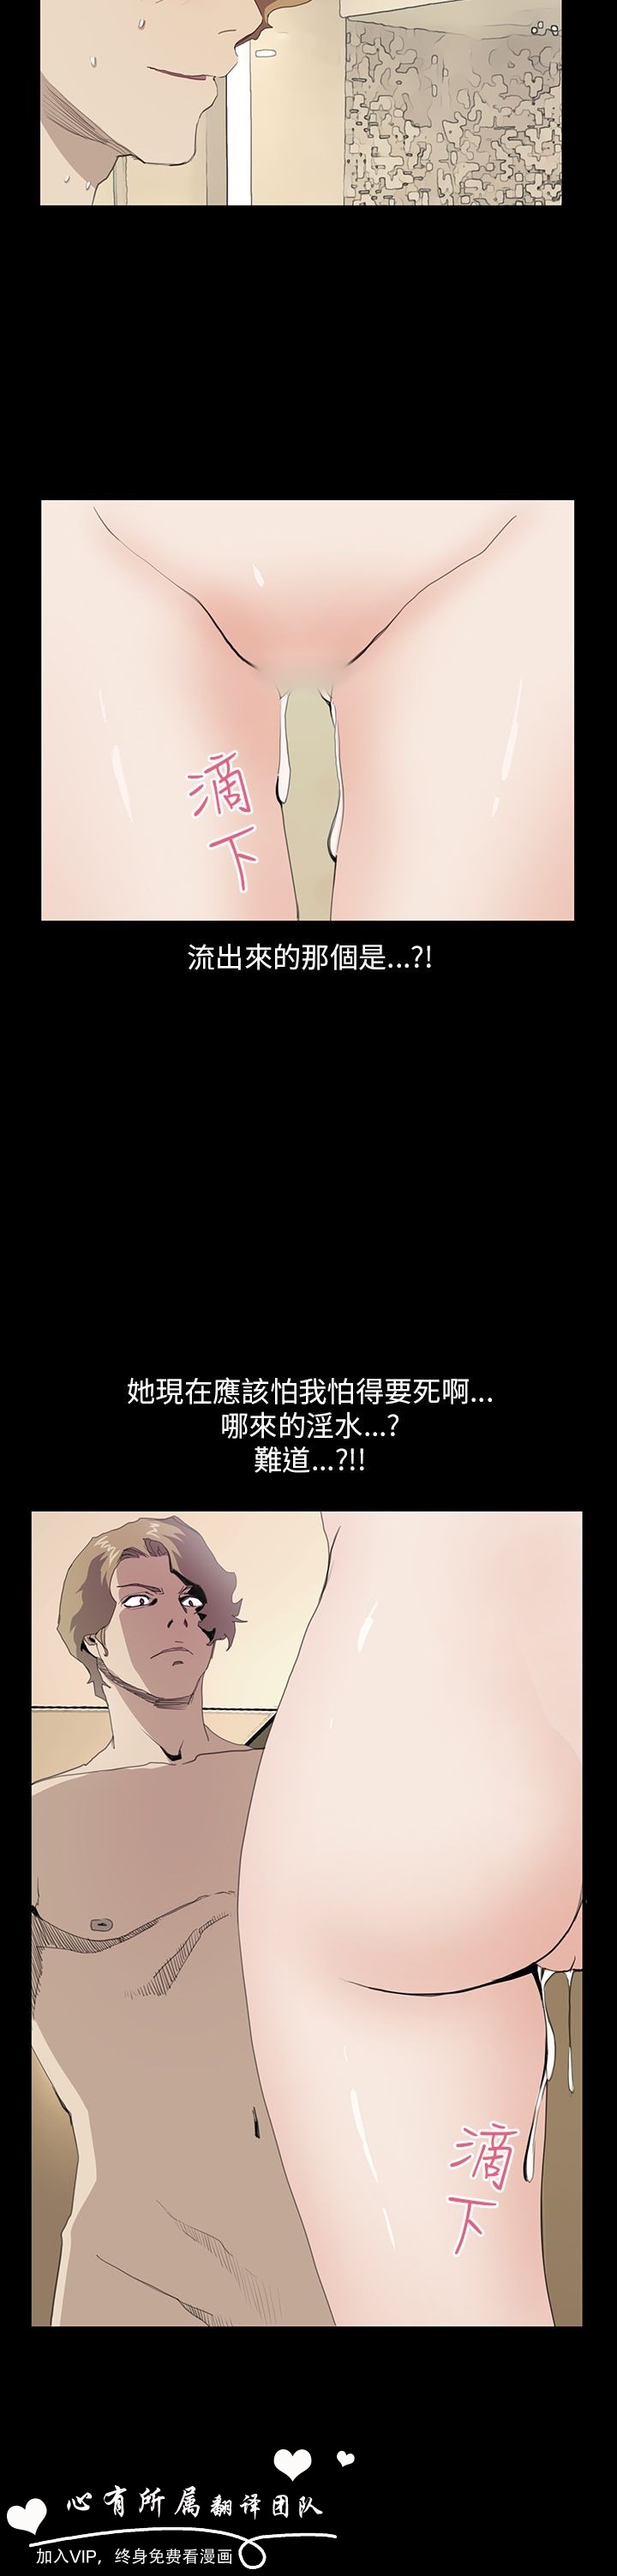 滴
下
流出來的那個是...?!
她現在應該怕我怕得要死啊...
哪來的淫水...?
難道...?!!
滴
下
心有所属翻译团队
加入VIP，终身免费看漫画